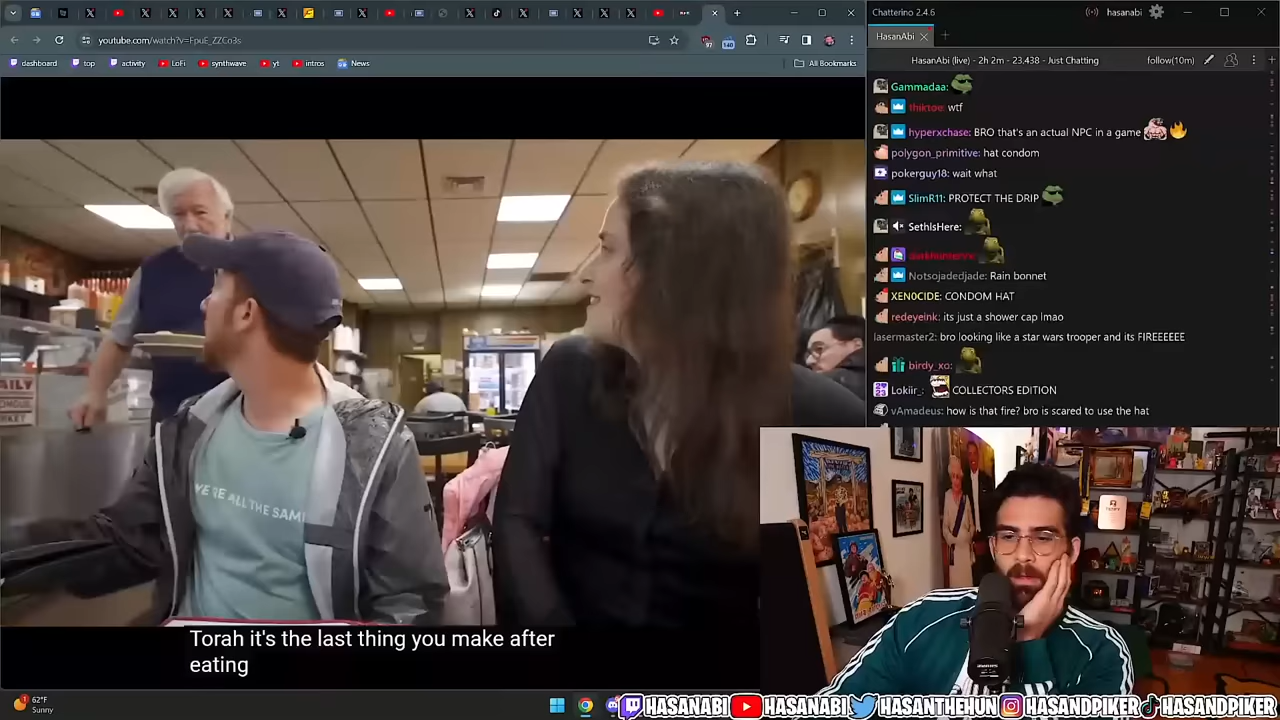 Chatterino 2.4.6
hasanabi
youtube.com/watch?v=FpuE_ZZCo3s
97
140
HasanAbi
dashboard
top
activity
LoFi
synthwave
yt
intros
News
All Bookmarks
HasanAbi (live) - 2h 2m - 23.438 - Just Chatting
follow(10m)
Gammadaa:
thiktoe: wtf
hyperxchase: BRO that's an actual NPC in a game
polygon_primitive: hat condom
pokerguy18: wait what
SlimR11: PROTECT THE DRIP
SethIsHere:
Notsojadedjade: Rain bonnet
XEN0CIDE: CONDOM HAT
redeyeink: its just a shower cap lmao
lasermaster2: bro looking like a star wars trooper and its FIREEEEEE
birdy_xo:
Lokiir_: COLLECTORS EDITION
vAmadeus: how is that fire? bro is scared to use the hat
WE'RE ALL THE SAME
Torah it's the last thing you make after
eating
62°F
Sunny
HASANABI
HASANABI
HASANTHEHUN
HASANDPIKER
HASANDPIKER